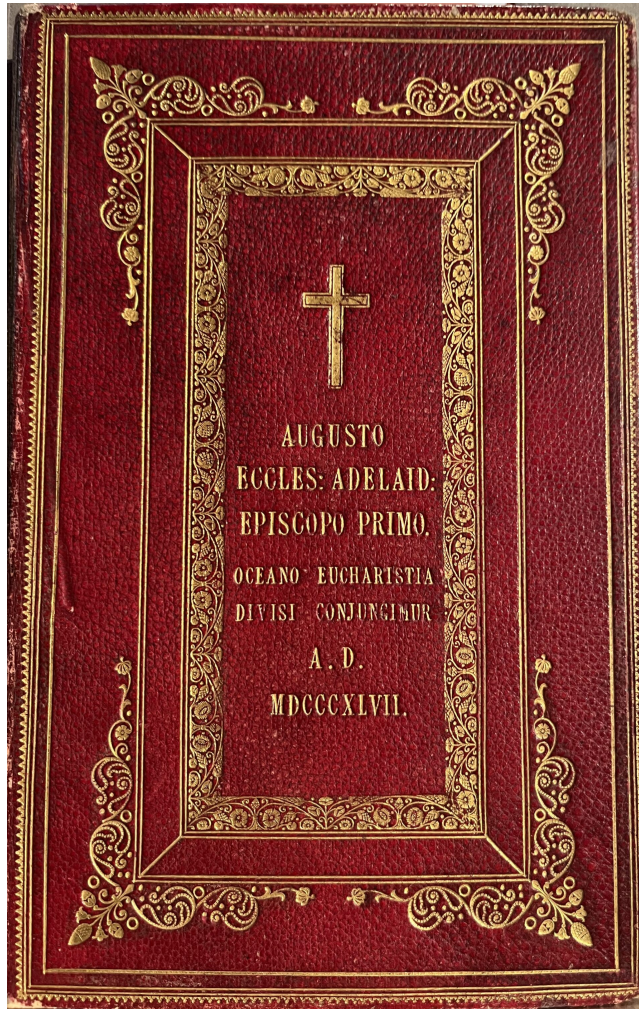 AUGUSTO
ECCLES: ADELAID:
EPISCOPO PRIMO.
OCEANO EUCHARISTIA
DIVISI CONJUNGIMUR
A. D.
MDCCCXLVII.